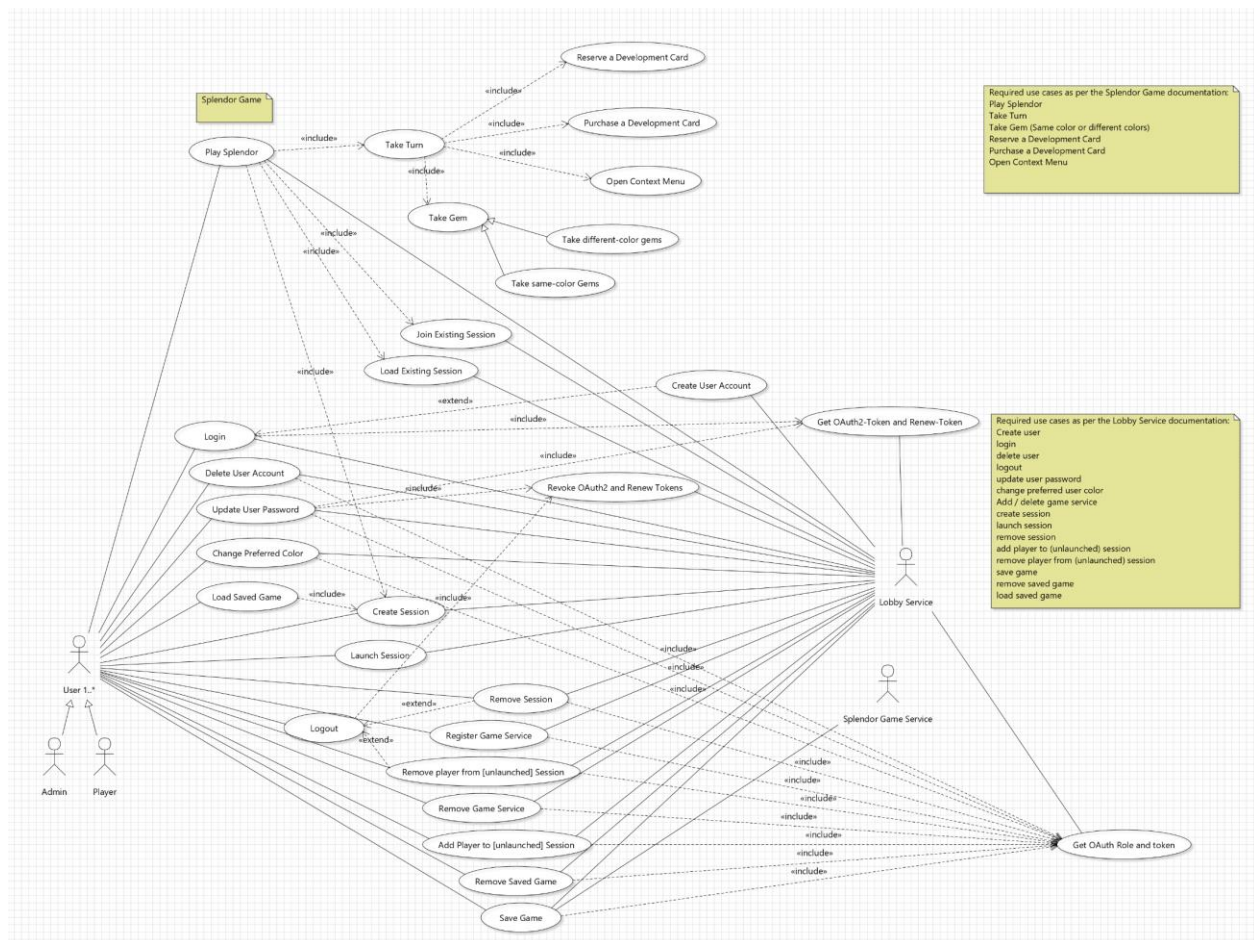 Reserve a Development Card
Splendor Game
Required use cases as per the Splendor Game documentation:
Play Splendor
Take Turn
Take Gem (Same color or different colors)
Reserve a Development Card
Purchase a Development Card
Open Context Menu
«include»
Purchase a Development Card
«include»
«include»
Play Splendor
Take Turn
«include»
«include»
Open Context Menu
Take Gem
«include»
Take different-color gems
«include»
Take same-color Gems
Join Existing Session
«include»
Load Existing Session
Create User Account
«extend»
«include»
Get OAuth2-Token and Renew-Token
Login
Required use cases as per the Lobby Service documentation:
Create user
login
delete user
logout
update user password
change preferred user color
Add / delete game service
create session
launch session
remove session
add player to (unlaunched) session
remove player from (unlaunched) session
save game
remove saved game
load saved game
«include»
Delete User Account
«include»
Revoke OAuth2 and Renew Tokens
Update User Password
Change Preferred Color
Load Saved Game
«include»
«include»
Create Session
Lobby Service
Launch Session
«include»
«include»
User 1..*
«include»
Remove Session
«extend»
Splendor Game Service
Logout
Register Game Service
«extend»
«include»
Remove player from [unlaunched] Session
«include»
Admin
Player
«include»
Remove Game Service
«include»
«include»
Add Player to [unlaunched] Session
Get OAuth Role and token
«include»
Remove Saved Game
«include»
Save Game